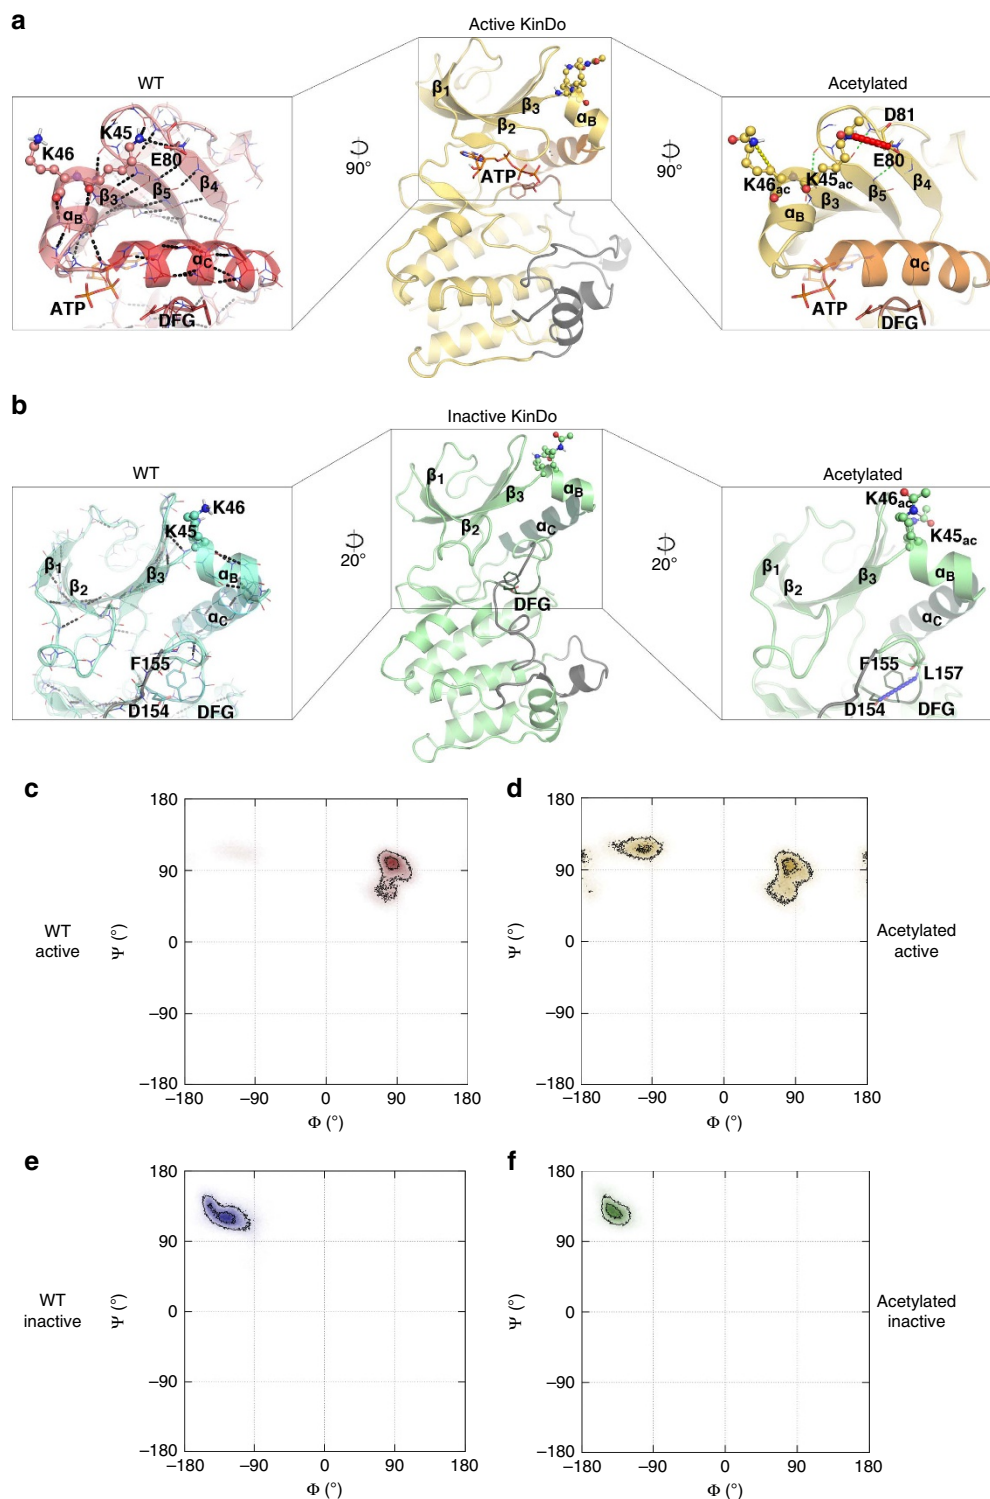 a
Active KinDo
WT
Acetylated
K46
K45
E80
β3
β5
β4
αB
αC
ATP
DFG
90°
β1
β3
β2
αB
ATP
90°
D81
E80
K46ac
K45ac
β4
β5
β3
αB
αC
ATP
DFG
b
Inactive KinDo
WT
Acetylated
K46
K45
β1
β2
β3
αB
αC
F155
D154
DFG
20°
β1
β3
αB
β2
αC
DFG
20°
K46ac
K45ac
β1
β3
αB
β2
αC
F155
L157
D154
DFG
c
180
90
0
−90
−180
−180
−90
0
90
180
Ψ (°)
Φ (°)
WT
active
d
180
90
0
−90
−180
−180
−90
0
90
180
Ψ (°)
Φ (°)
Acetylated
active
e
180
90
0
−90
−180
−180
−90
0
90
180
Ψ (°)
Φ (°)
WT
inactive
f
180
90
0
−90
−180
−180
−90
0
90
180
Ψ (°)
Φ (°)
Acetylated
inactive